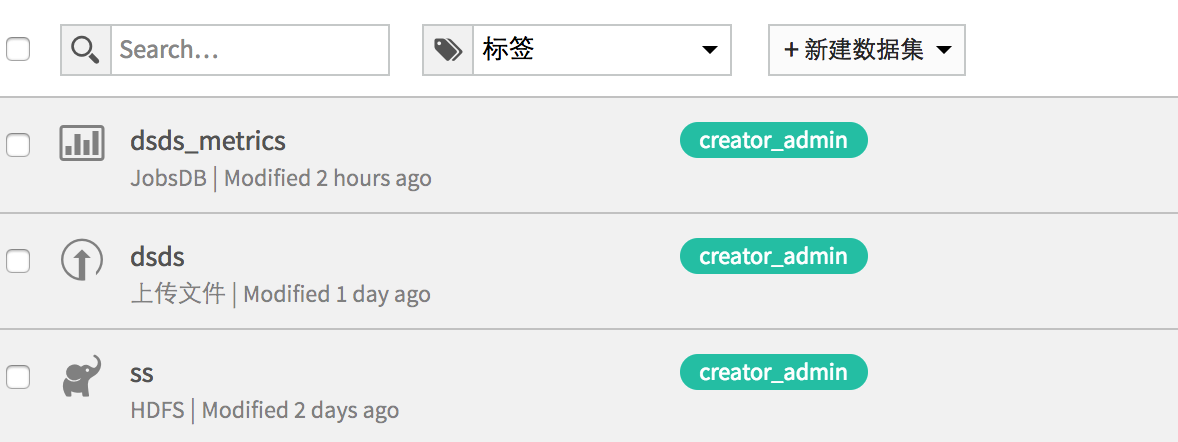 Search...
标签
+ 新建数据集
dsds_metrics
creator_admin
JobsDB | Modified 2 hours ago
dsds
creator_admin
上传文件 | Modified 1 day ago
ss
creator_admin
HDFS | Modified 2 days ago